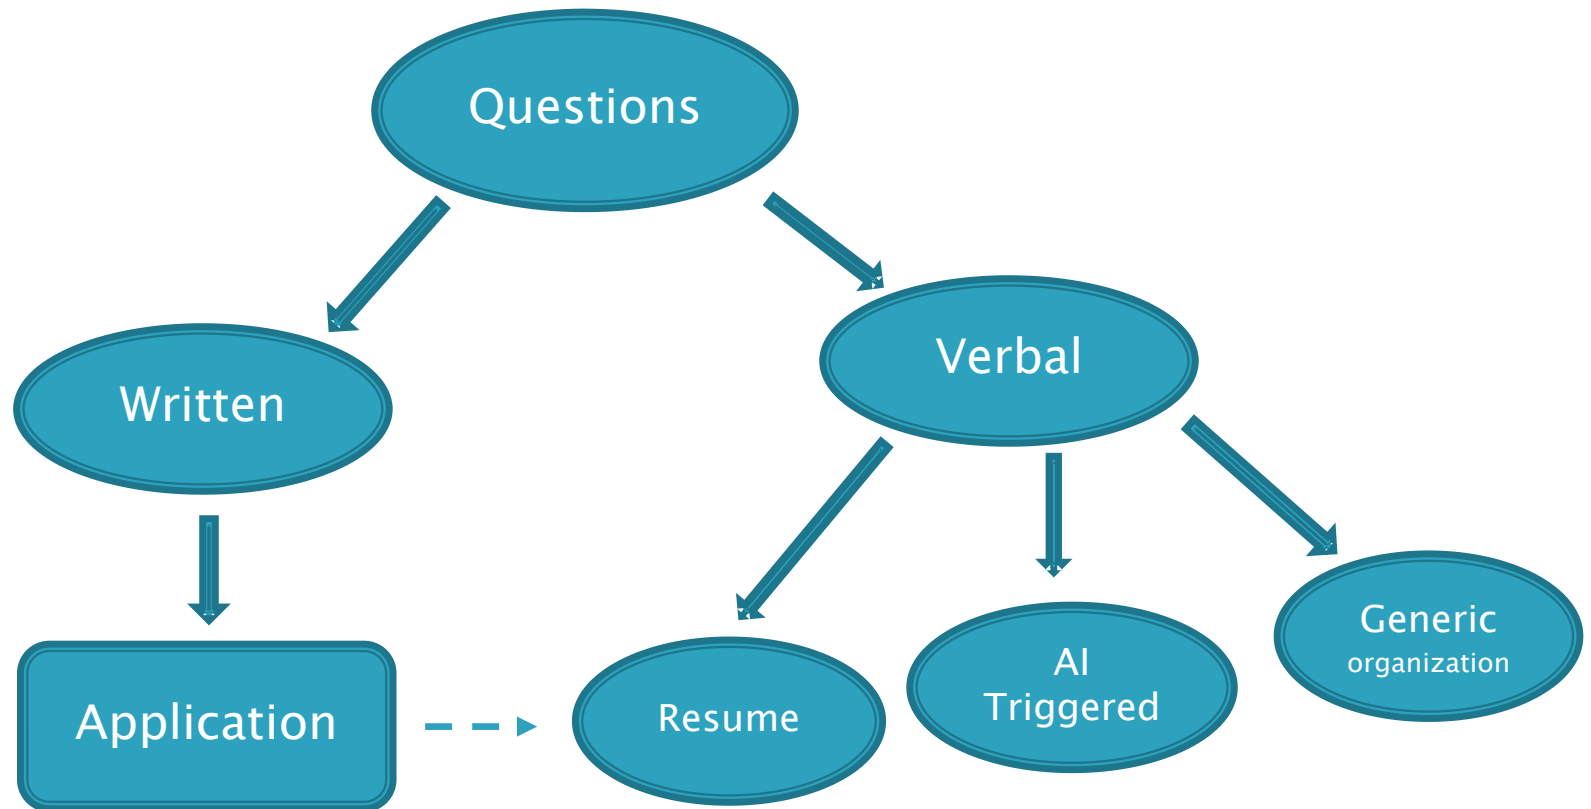 Questions
Written
Verbal
Application
Resume
AI
Triggered
Generic
organization